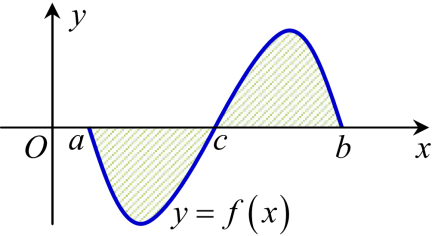 y
O a c b x
y = f(x)